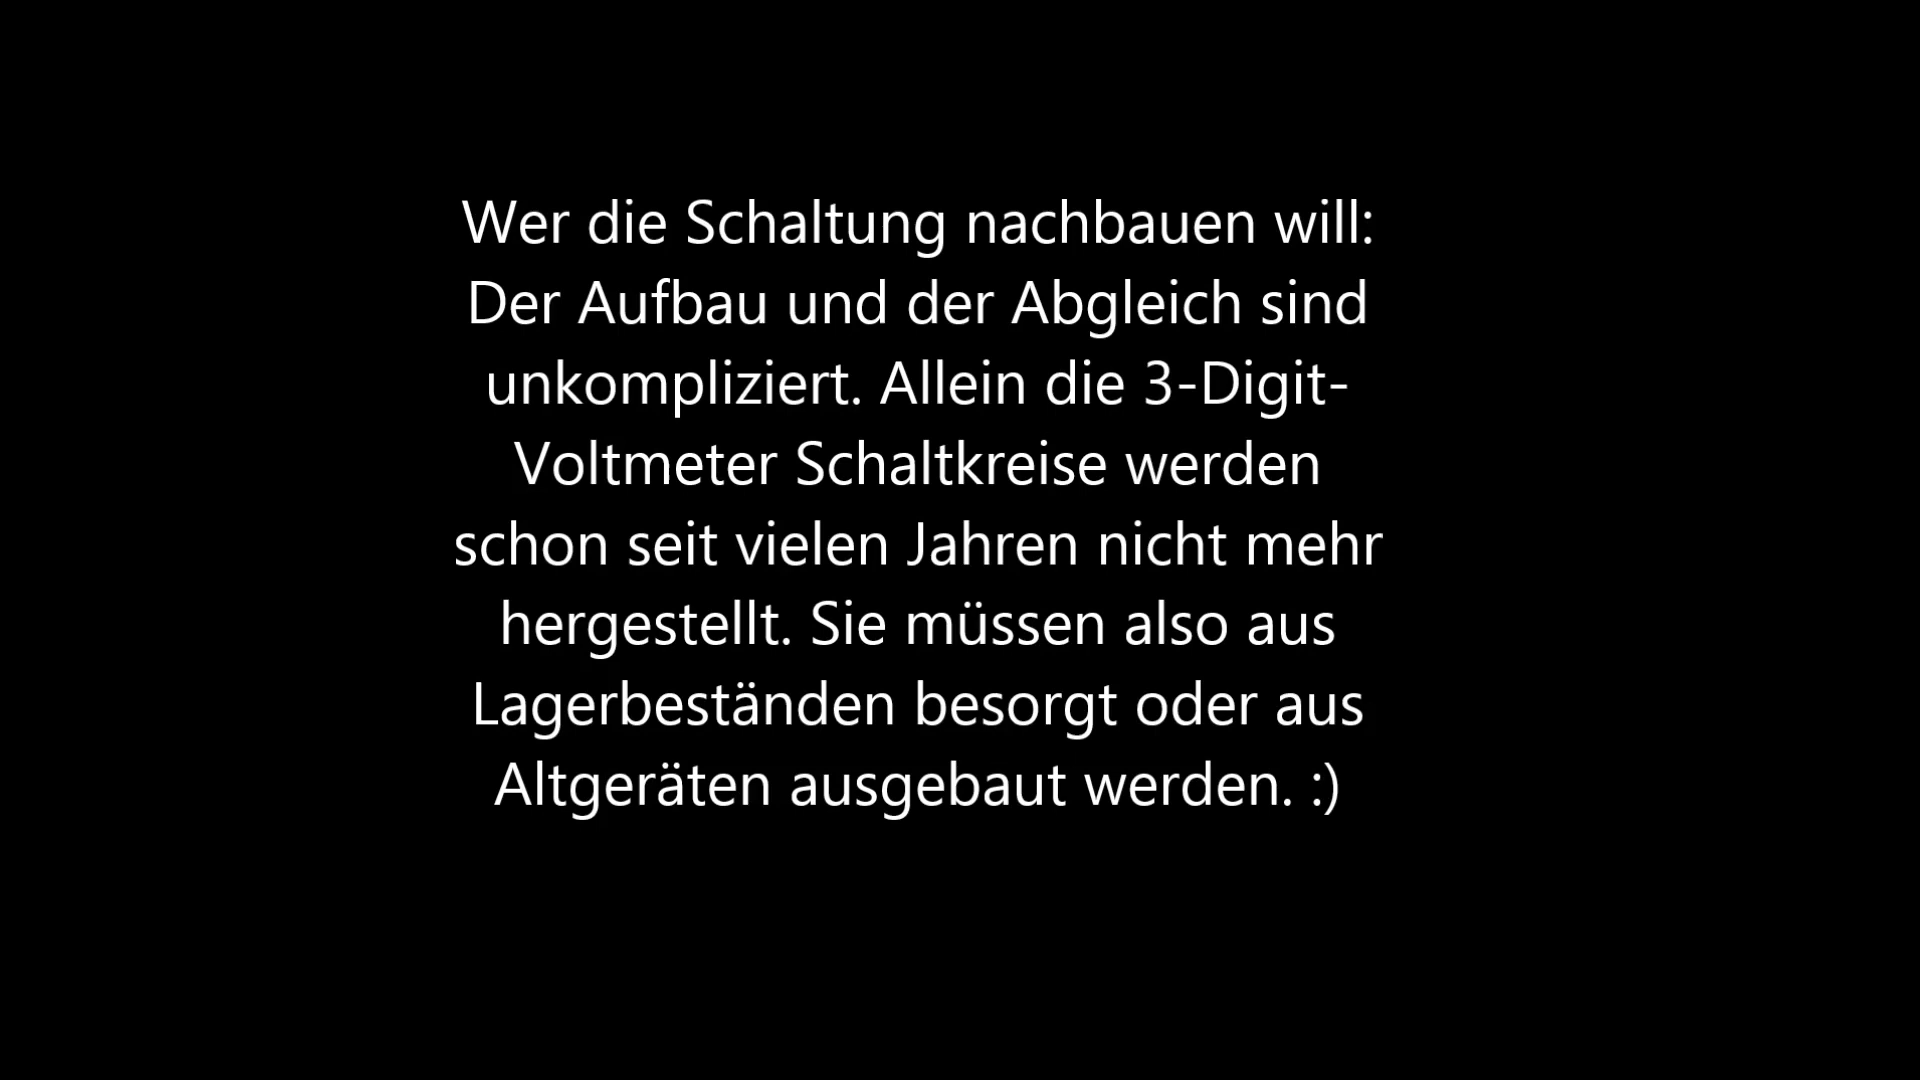 Wer die Schaltung nachbauen will:
Der Aufbau und der Abgleich sind
unkompliziert. Allein die 3-Digit-
Voltmeter Schaltkreise werden
schon seit vielen Jahren nicht mehr
hergestellt. Sie müssen also aus
Lagerbeständen besorgt oder aus
Altgeräten ausgebaut werden. :)